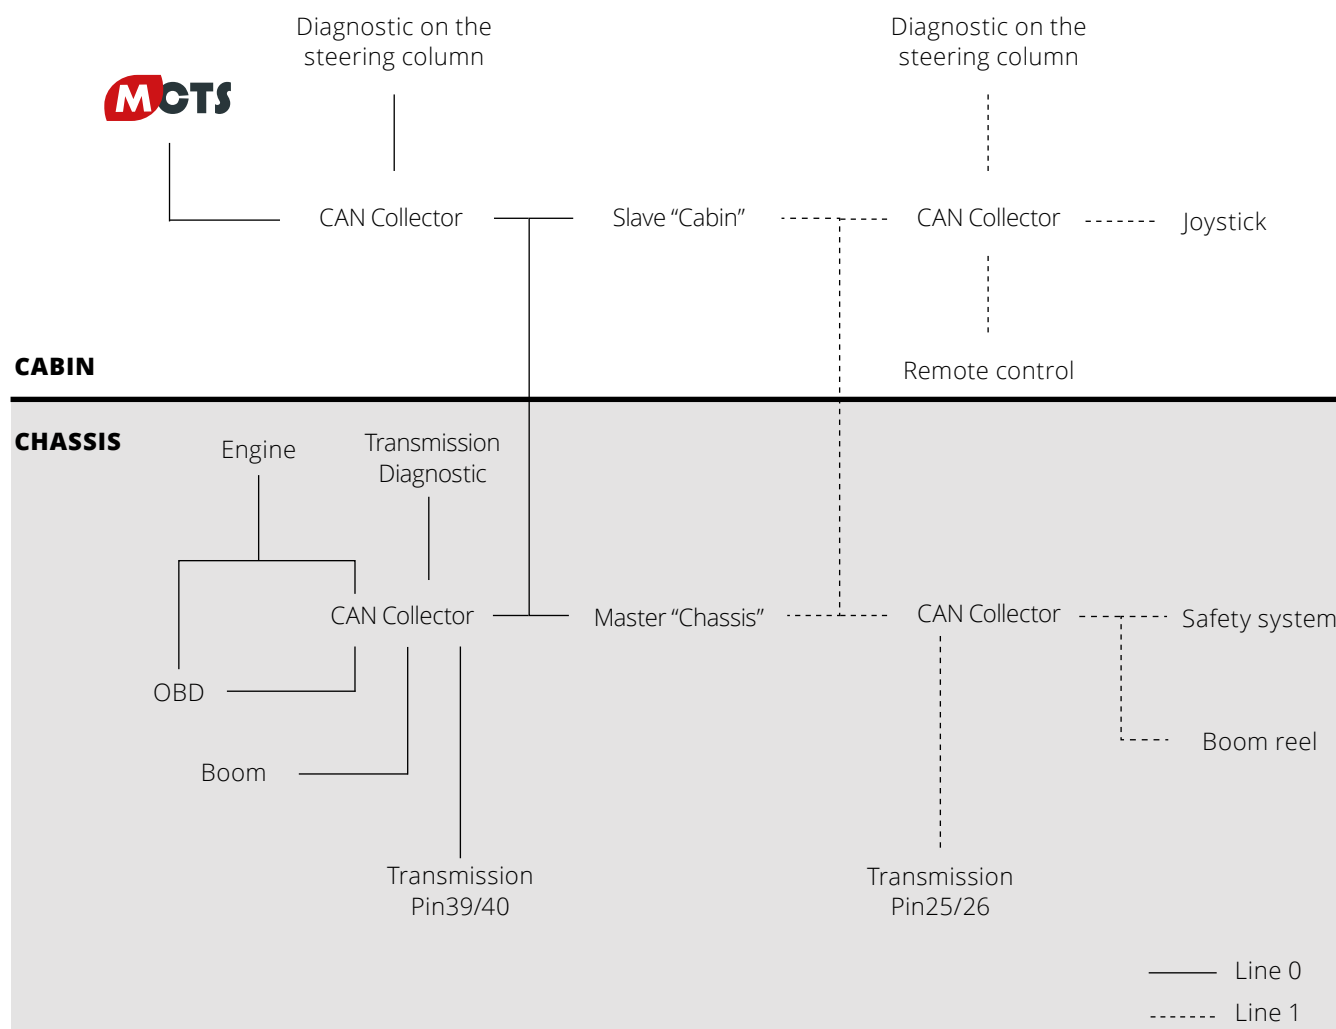 Diagnostic on the
steering column
Diagnostic on the
steering column
MCTS
CAN Collector
Slave “Cabin”
CAN Collector
Joystick
CABIN
Remote control
CHASSIS
Engine
Transmission
Diagnostic
CAN Collector
Master “Chassis”
CAN Collector
Safety system
OBD
Boom reel
Boom
Transmission
Pin39/40
Transmission
Pin25/26
Line 0
Line 1